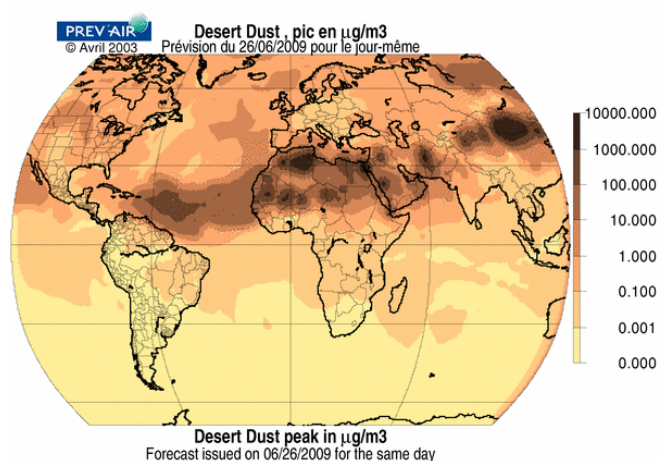 PREV'AIR
© Avril 2003
Desert Dust , pic en µg/m3
Prévision du 26/06/2009 pour le jour-même
10000.000
1000.000
100.000
10.000
1.000
0.100
0.001
0.000
Desert Dust peak in µg/m3
Forecast issued on 06/26/2009 for the same day